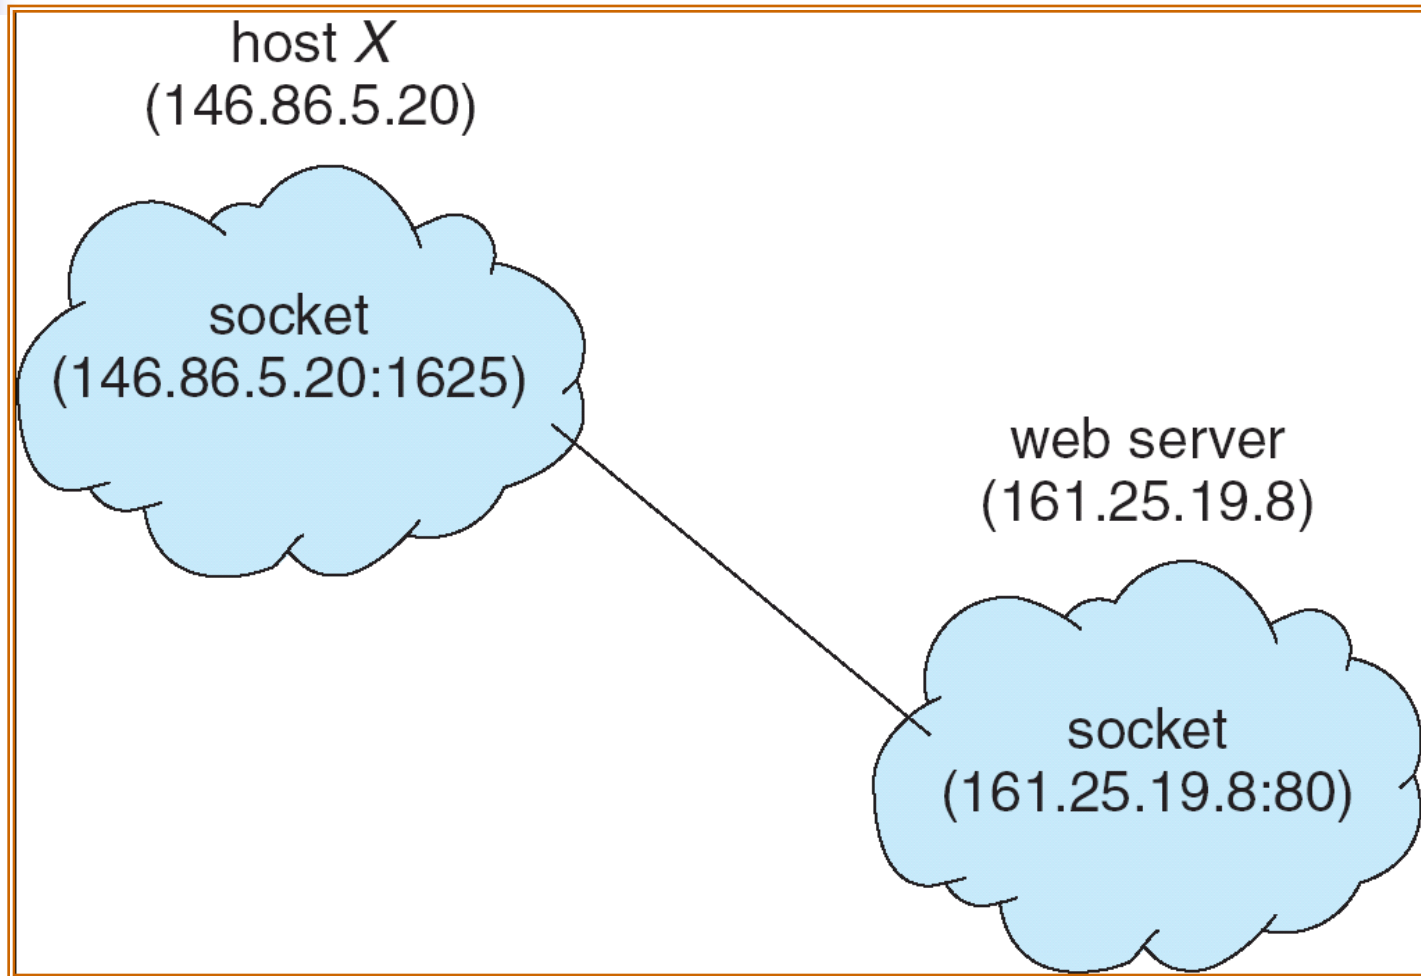 host X
(146.86.5.20)
socket
(146.86.5.20:1625)
web server
(161.25.19.8)
socket
(161.25.19.8:80)